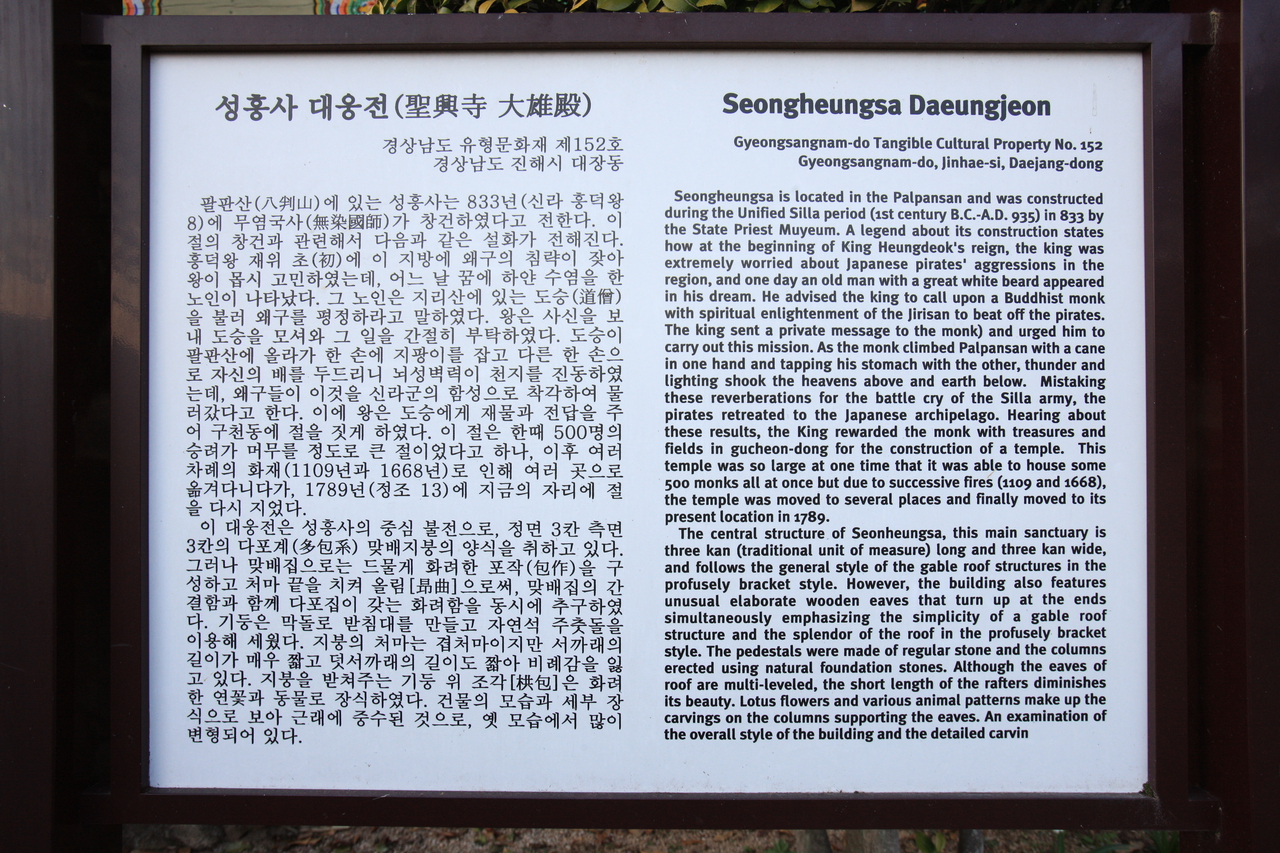 성흥사 대웅전(聖興寺 大雄殿)
경상남도 유형문화재 제152호
경상남도 진해시 대장동
팔판산(八判山)에 있는 성흥사는 833년(신라 흥덕왕
8)에 무염국사(無染國師)가 창건하였다고 전한다. 이
절의 창건과 관련해서 다음과 같은 설화가 전해진다.
흥덕왕 재위 초(初)에 이 지방에 왜구의 침략이 잦아
왕이 몹시 고민하였는데, 어느 날 꿈에 하얀 수염을 한
노인이 나타났다. 그 노인은 지리산에 있는 도승(道僧)
을 불러 왜구를 평정하라고 말하였다. 왕은 사신을 보
내 도승을 모셔와 그 일을 간절히 부탁하였다. 도승이
팔판산에 올라가 한 손에 지팡이를 잡고 다른 한 손으
로 자신의 배를 두드리니 뇌성벽력이 천지를 진동하였
는데, 왜구들이 이것을 신라군의 함성으로 착각하여 물
러갔다고 한다. 이에 왕은 도승에게 재물과 전답을 주
어 구천동에 절을 짓게 하였다. 이 절은 한때 500명의
승려가 머무를 정도로 큰 절이었다고 하나, 이후 여러
차례의 화재(1109년과 1668년)로 인해 여러 곳으로
옮겨다니다가, 1789년(정조 13)에 지금의 자리에 절
을 다시 지었다.
이 대웅전은 성흥사의 중심 불전으로, 정면 3칸 측면
3칸의 다포계(多包系) 맞배지붕의 양식을 취하고 있다.
그러나 맞배집으로는 드물게 화려한 포작(包作)을 구
성하고 처마 끝을 치켜 올림[昻曲]으로써, 맞배집의 간
결함과 함께 다포집이 갖는 화려함을 동시에 추구하였
다. 기둥은 막돌로 받침대를 만들고 자연석 주춧돌을
이용해 세웠다. 지붕의 처마는 겹처마이지만 서까래의
길이가 매우 짧고 덧서까래의 길이도 짧아 비례감을 잃
고 있다. 지붕을 받쳐주는 기둥 위 조각[栱包]은 화려
한 연꽃과 동물로 장식하였다. 건물의 모습과 세부 장
식으로 보아 근래에 중수된 것으로, 옛 모습에서 많이
변형되어 있다.
Seongheungsa Daeungjeon
Gyeongsangnam-do Tangible Cultural Property No. 152
Gyeongsangnam-do, Jinhae-si, Daejang-dong
Seongheungsa is located in the Palpansan and was constructed
during the Unified Silla period (1st century B.C.-A.D. 935) in 833 by
the State Priest Muyeum. A legend about its construction states
how at the beginning of King Heungdeok's reign, the king was
extremely worried about Japanese pirates' aggressions in the
region, and one day an old man with a great white beard appeared
in his dream. He advised the king to call upon a Buddhist monk
with spiritual enlightenment of the Jirisan to beat off the pirates.
The king sent a private message to the monk) and urged him to
carry out this mission. As the monk climbed Palpansan with a cane
in one hand and tapping his stomach with the other, thunder and
lighting shook the heavens above and earth below. Mistaking
these reverberations for the battle cry of the Silla army, the
pirates retreated to the Japanese archipelago. Hearing about
these results, the King rewarded the monk with treasures and
fields in gucheon-dong for the construction of a temple. This
temple was so large at one time that it was able to house some
500 monks all at once but due to successive fires (1109 and 1668),
the temple was moved to several places and finally moved to its
present location in 1789.
The central structure of Seonheungsa, this main sanctuary is
three kan (traditional unit of measure) long and three kan wide,
and follows the general style of the gable roof structures in the
profusely bracket style. However, the building also features
unusual elaborate wooden eaves that turn up at the ends
simultaneously emphasizing the simplicity of a gable roof
structure and the splendor of the roof in the profusely bracket
style. The pedestals were made of regular stone and the columns
erected using natural foundation stones. Although the eaves of
roof are multi-leveled, the short length of the rafters diminishes
its beauty. Lotus flowers and various animal patterns make up the
carvings on the columns supporting the eaves. An examination of
the overall style of the building and the detailed carvin